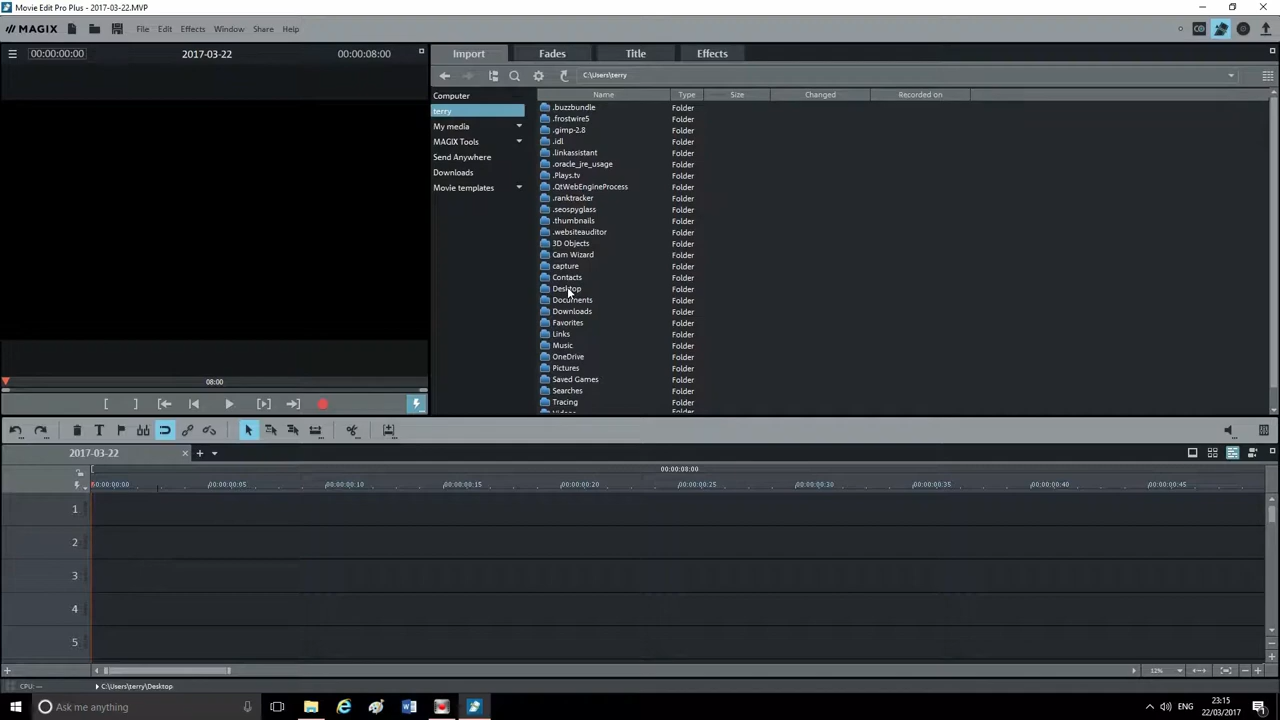 Movie Edit Pro Plus - 2017-03-22.MVP
MAGIX
File Edit Effects Window Share Help
00:00:00:00 2017-03-22 00:00:08:00
Import Fades Title Effects
C:\Users\terry
Computer
terry
My media
MAGIX Tools
Send Anywhere
Downloads
Movie templates
Name Type Size Changed Recorded on
.buzzbundle Folder
.frostwire5 Folder
.gimp-2.8 Folder
.idl Folder
.linkassistant Folder
.oracle_jre_usage Folder
.Plays.tv Folder
.QtWebEngineProcess Folder
.ranktracker Folder
.seospyglass Folder
.thumbnails Folder
.websiteauditor Folder
3D Objects Folder
Cam Wizard Folder
capture Folder
Contacts Folder
Desktop Folder
Documents Folder
Downloads Folder
Favorites Folder
Links Folder
Music Folder
OneDrive Folder
Pictures Folder
Saved Games Folder
Searches Folder
Tracing Folder
Videos Folder
08:00
2017-03-22
00:00:08:00
00:00:00:00 00:00:00:05 00:00:00:10 00:00:00:15 00:00:00:20 00:00:00:25 00:00:00:30 00:00:00:35 00:00:00:40 00:00:00:45
1
2
3
4
5
12%
CPU: — C:\Users\terry\Desktop
Ask me anything
ENG
23:15
22/03/2017